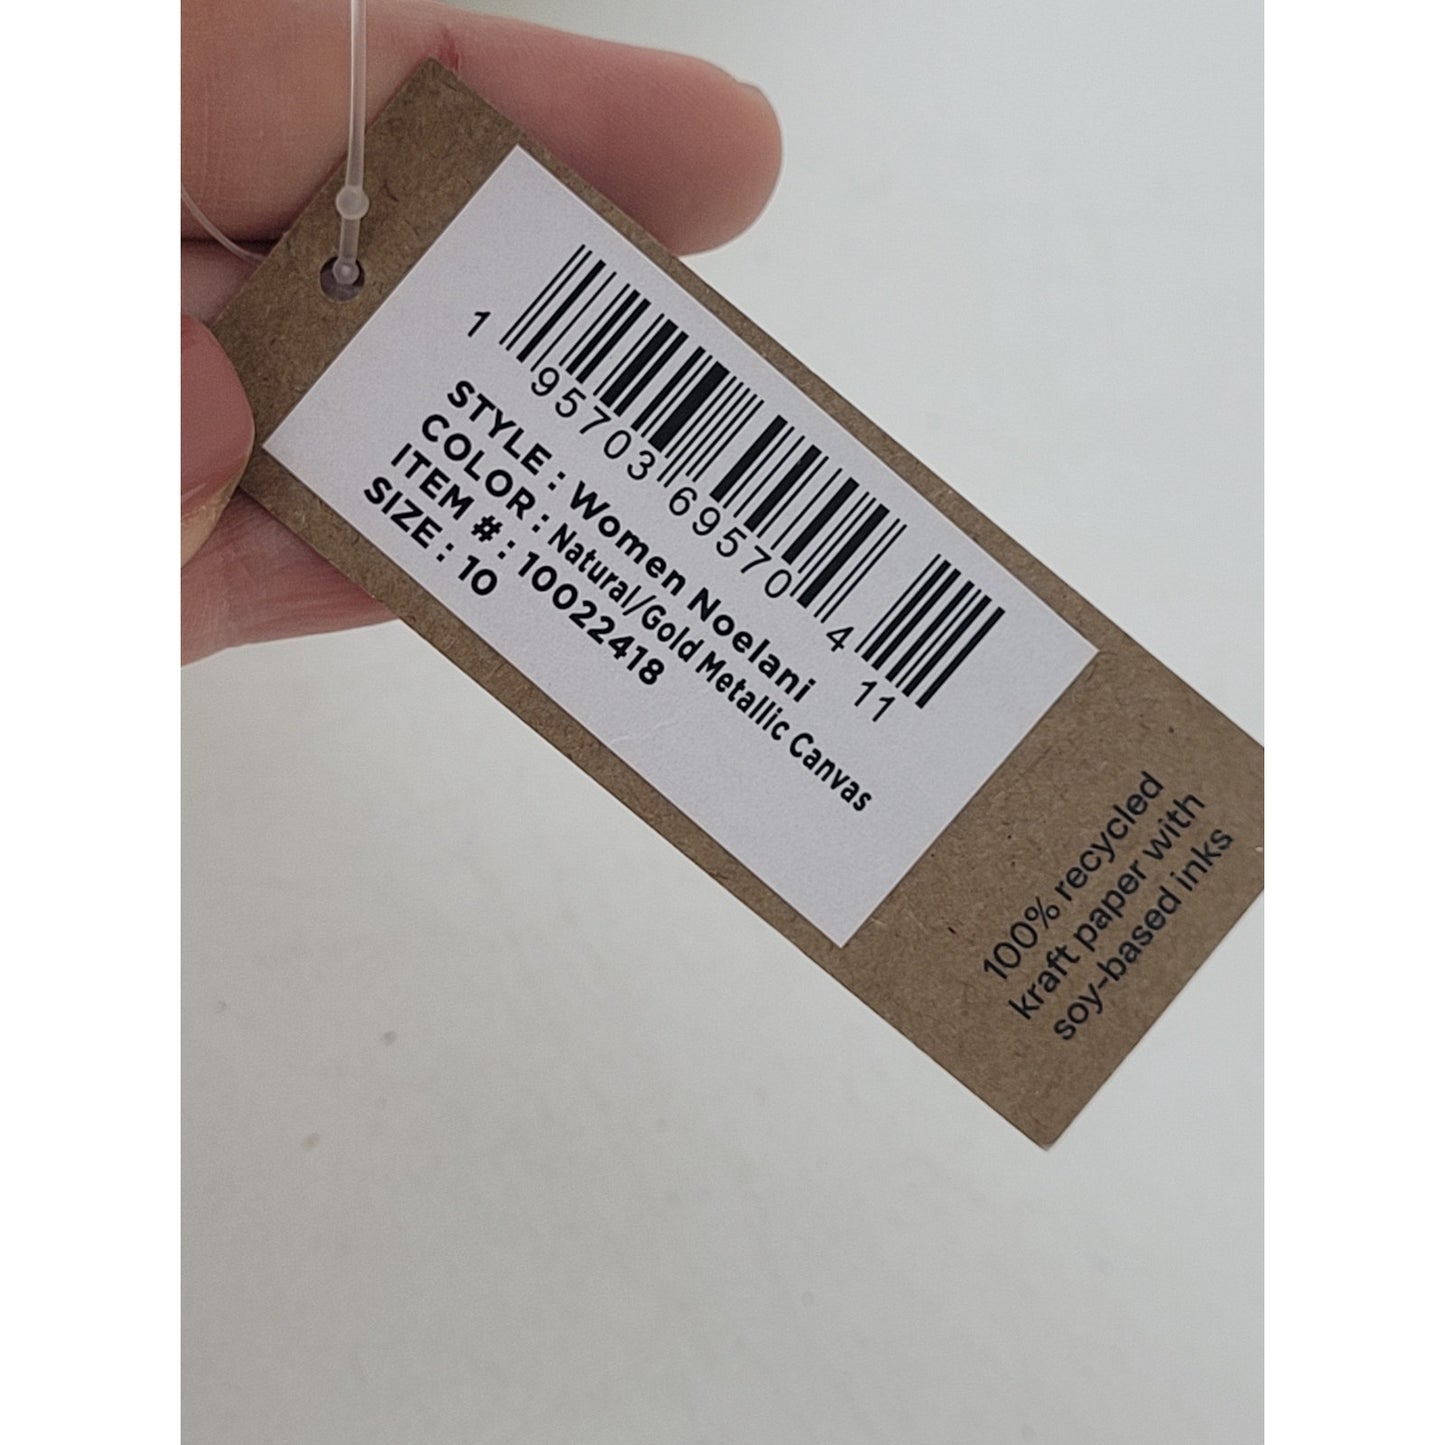 1 95703 69570 4 11
STYLE : Women Noelani
COLOR : Natural/Gold Metallic Canvas
ITEM # : 10022418
SIZE : 10
100% recycled
kraft paper with
soy-based inks